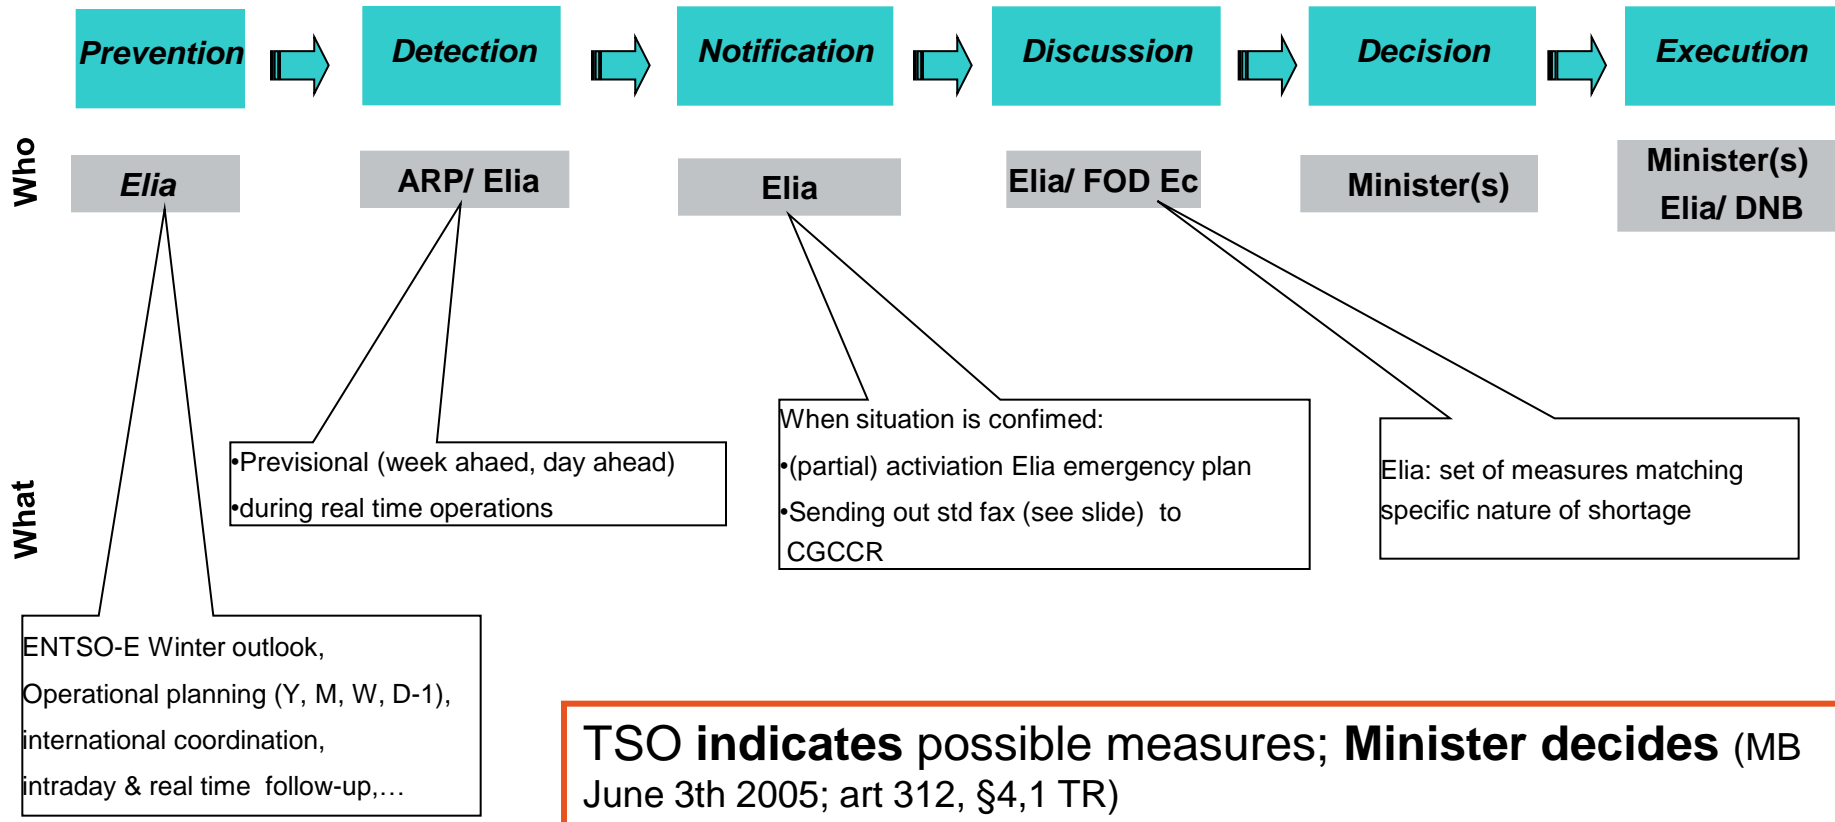 Prevention
Detection
Notification
Discussion
Decision
Execution
Who
Elia
ARP/ Elia
Elia
Elia/ FOD Ec
Minister(s)
Minister(s)
Elia/ DNB
What
•Previsional (week ahaed, day ahead)
•during real time operations
When situation is confimed:
•(partial) activiation Elia emergency plan
•Sending out std fax (see slide) to
CGCCR
Elia: set of measures matching
specific nature of shortage
ENTSO-E Winter outlook,
Operational planning (Y, M, W, D-1),
international coordination,
intraday & real time follow-up,…
TSO indicates possible measures; Minister decides (MB
June 3th 2005; art 312, §4,1 TR)